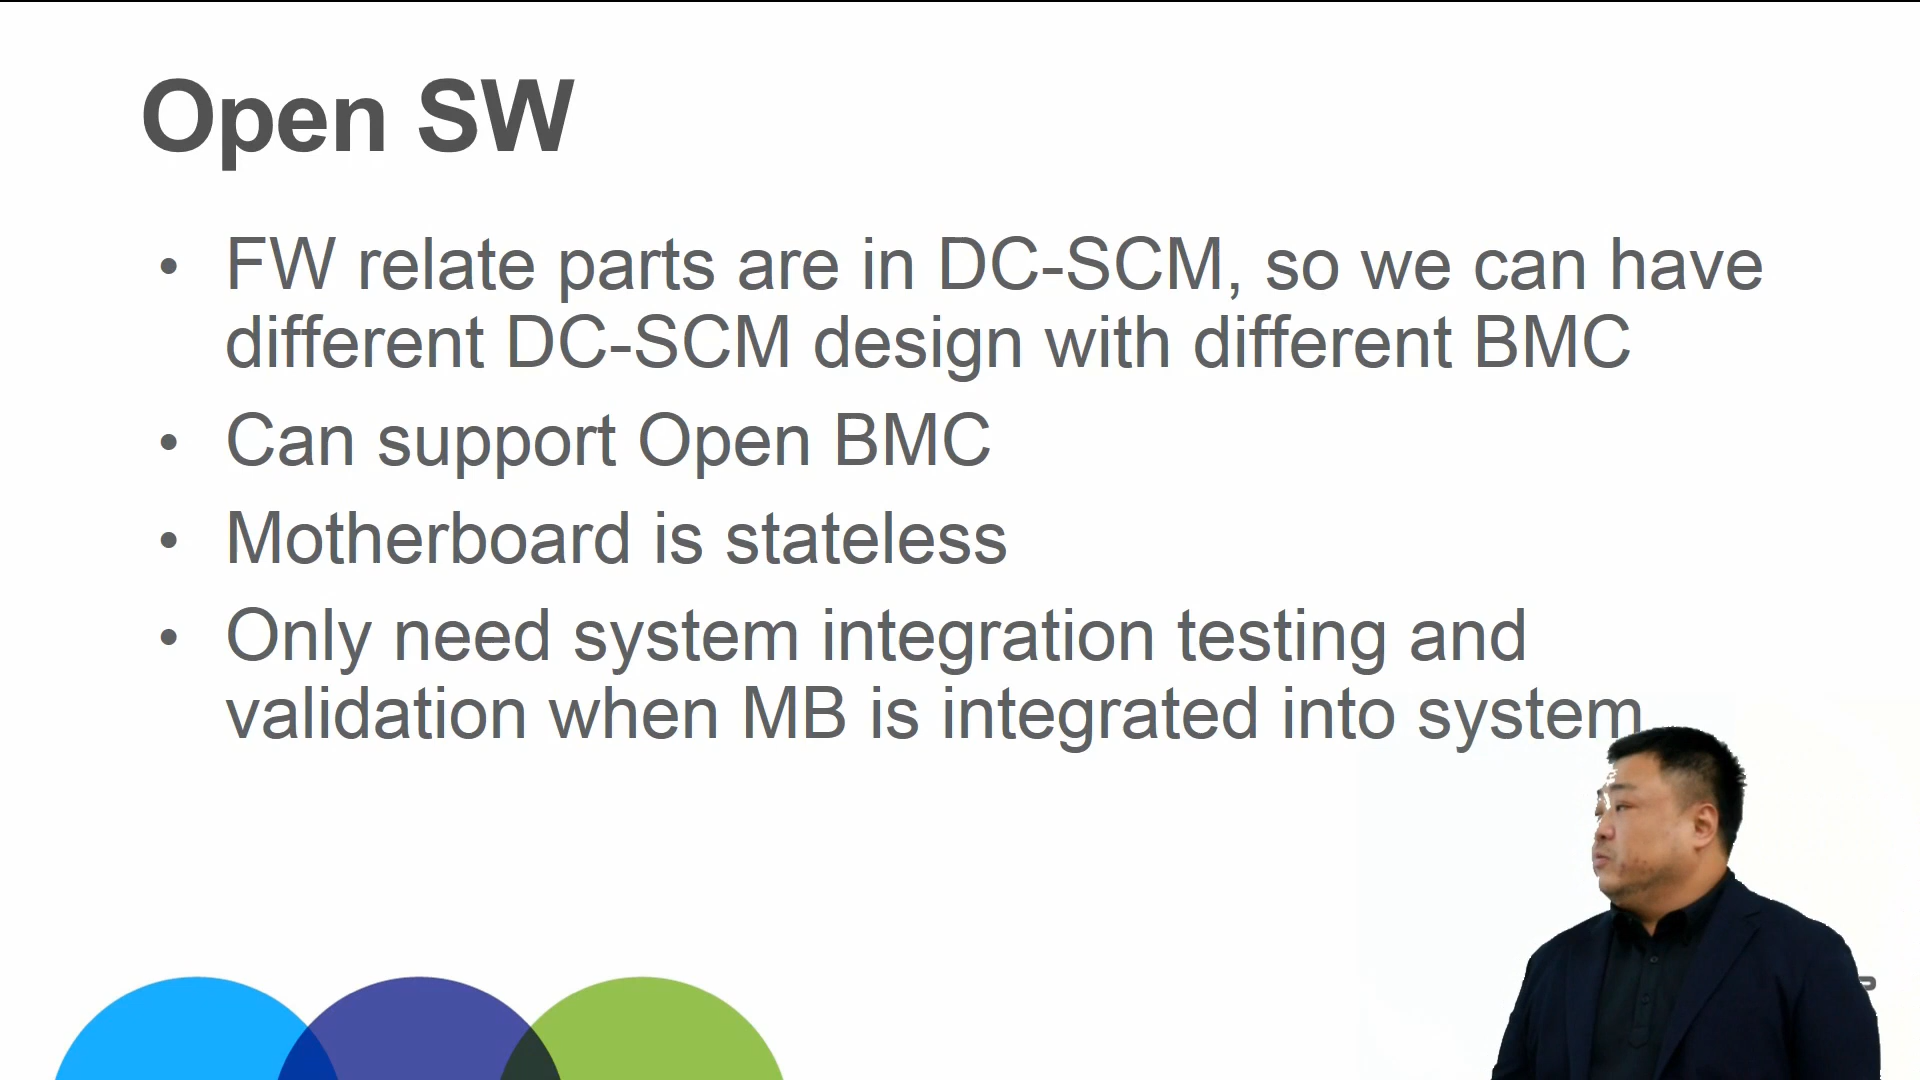 Open SW
• FW relate parts are in DC-SCM, so we can have
different DC-SCM design with different BMC
• Can support Open BMC
• Motherboard is stateless
• Only need system integration testing and
validation when MB is integrated into system